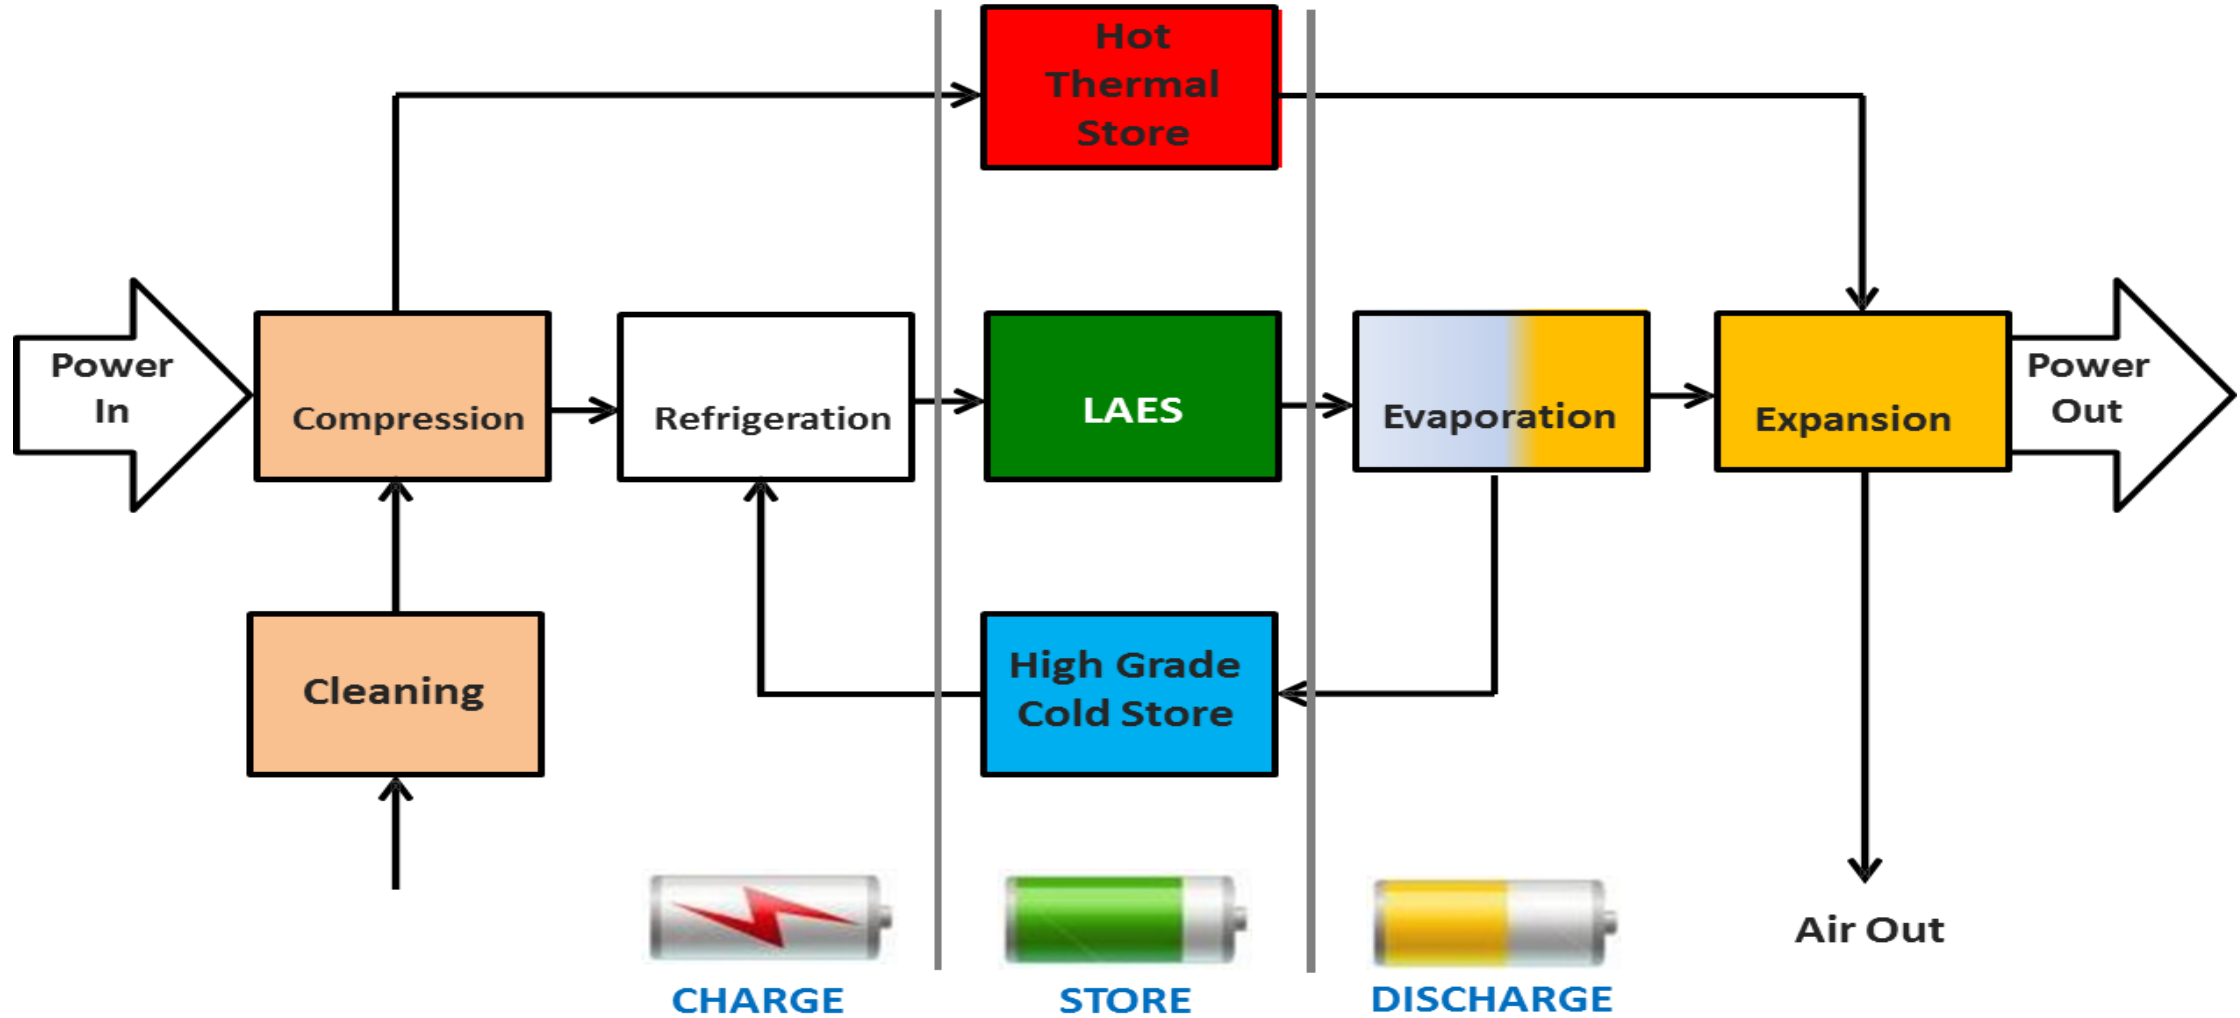 Hot
Thermal
Store
Power
In
Compression
Refrigeration
LAES
Evaporation
Expansion
Power
Out
Cleaning
High Grade
Cold Store
Air Out
CHARGE
STORE
DISCHARGE